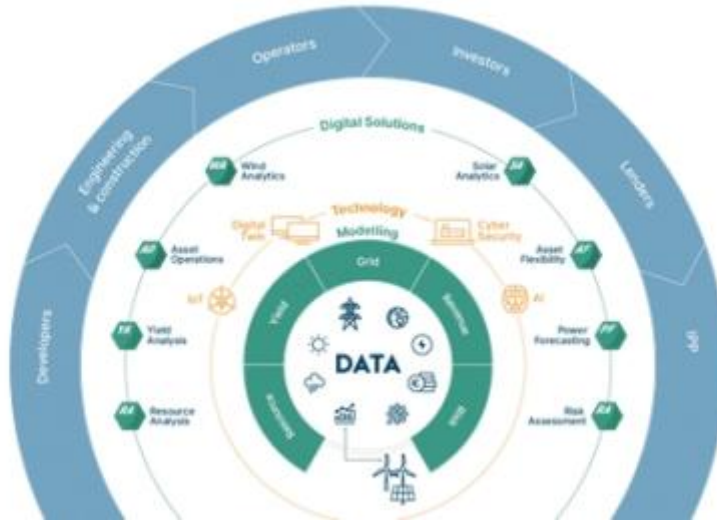 Operators
Investors
Engineering
& construction
Lenders
Developers
IPP
Digital Solutions
WA
Wind
Analytics
Solar
Analytics
SA
AO
Asset
Operations
Asset
Flexibility
AF
YA
Yield
Analysis
Power
Forecasting
PF
RA
Resource
Analysis
Risk
Assessment
RA
Technology
Digital
Twin
Cyber
Security
IoT
AI
Modelling
Grid
Yield
Revenue
Resource
Risk
DATA